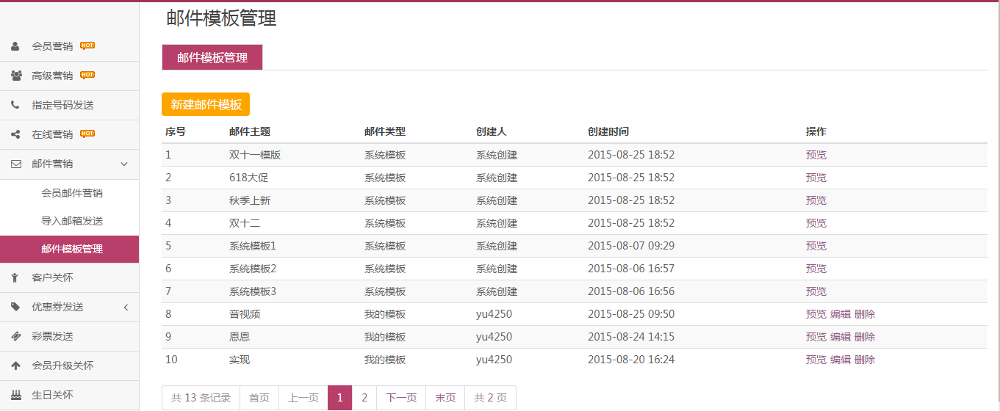 邮件模板管理
会员营销 HOT
高级营销 HOT
指定号码发送
在线营销 HOT
邮件营销
会员邮件营销
导入邮箱发送
邮件模板管理
客户关怀
优惠券发送
彩票发送
会员升级关怀
生日关怀
邮件模板管理
新建邮件模板
序号 邮件主题 邮件类型 创建人 创建时间 操作
1 双十一模版 系统模板 系统创建 2015-08-25 18:52 预览
2 618大促 系统模板 系统创建 2015-08-25 18:52 预览
3 秋季上新 系统模板 系统创建 2015-08-25 18:52 预览
4 双十二 系统模板 系统创建 2015-08-25 18:52 预览
5 系统模板1 系统模板 系统创建 2015-08-07 09:29 预览
6 系统模板2 系统模板 系统创建 2015-08-06 16:57 预览
7 系统模板3 系统模板 系统创建 2015-08-06 16:56 预览
8 音视频 我的模板 yu4250 2015-08-25 09:50 预览 编辑 删除
9 恩恩 我的模板 yu4250 2015-08-24 14:15 预览 编辑 删除
10 实现 我的模板 yu4250 2015-08-20 16:24 预览 编辑 删除
共 13 条记录 首页 上一页 1 2 下一页 末页 共 2 页